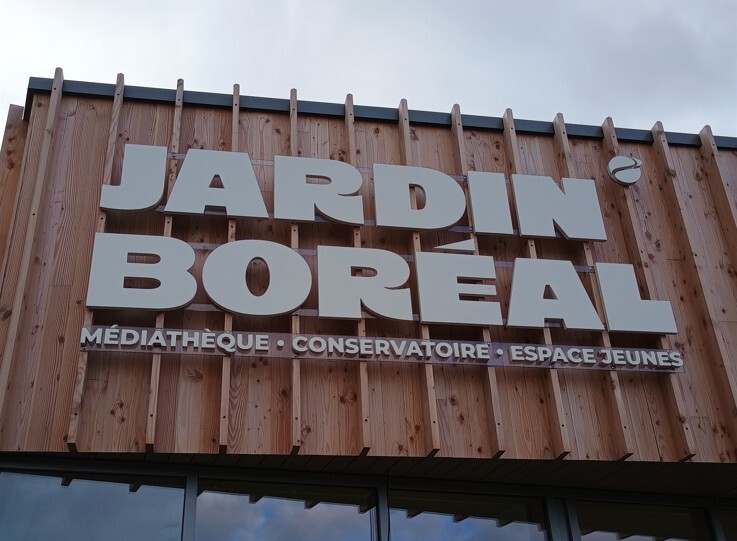 JARDIN
BORÉAL
MÉDIATHÈQUE • CONSERVATOIRE • ESPACE JEUNES